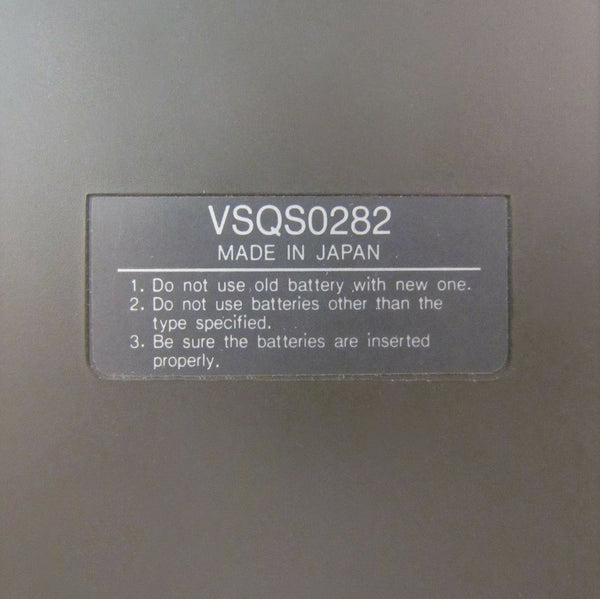 VSQS0282
MADE IN JAPAN
1. Do not use old battery with new one.
2. Do not use batteries other than the
type specified.
3. Be sure the batteries are inserted
properly.